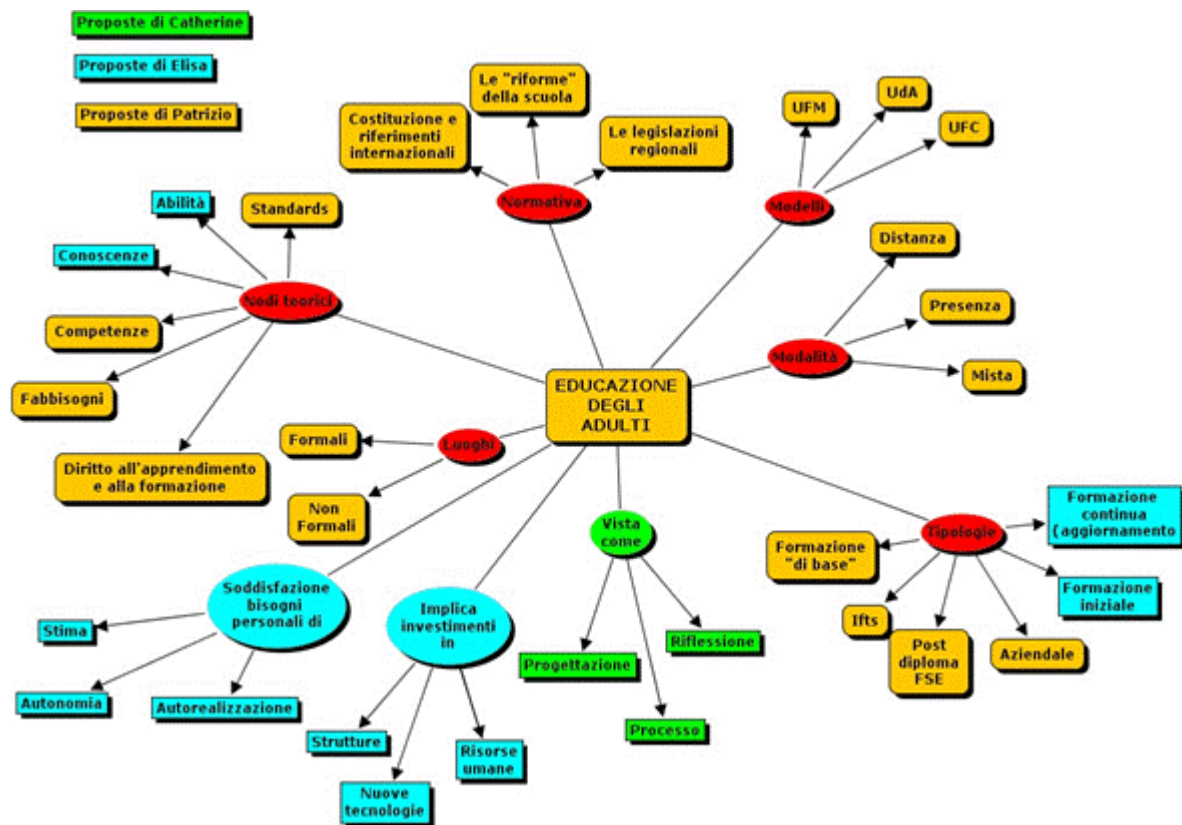 Proposte di Catherine
Proposte di Elisa
Proposte di Patrizio
Le "riforme"
della scuola
Costituzione e
riferimenti
internazionali
Le legislazioni
regionali
Normativa
UFM
UdA
UFC
Modelli
Abilità
Standards
Conoscenze
Nodi teorici
Competenze
Fabbisogni
Diritto all'apprendimento
e alla formazione
Distanza
Presenza
Modalità
Mista
EDUCAZIONE
DEGLI
ADULTI
Formali
Luoghi
Non
Formali
Vista
come
Progettazione
Riflessione
Processo
Formazione
continua
(aggiornamento
Tipologie
Formazione
"di base"
Formazione
iniziale
Ifts
Post
diploma
FSE
Aziendale
Soddisfazione
bisogni
personali di
Stima
Autonomia
Autorealizzazione
Implica
investimenti
in
Strutture
Risorse
umane
Nuove
tecnologie